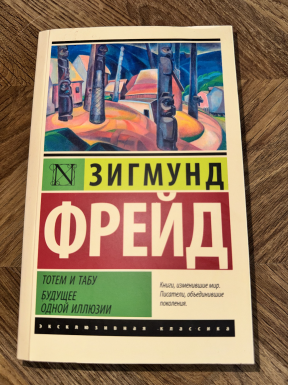 N
ЗИГМУНД
ФРЕЙД
ТОТЕМ И ТАБУ
БУДУЩЕЕ
ОДНОЙ ИЛЛЮЗИИ
Книги, изменившие мир.
Писатели, объединившие
поколения.
ЭКСКЛЮЗИВНАЯ КЛАССИКА